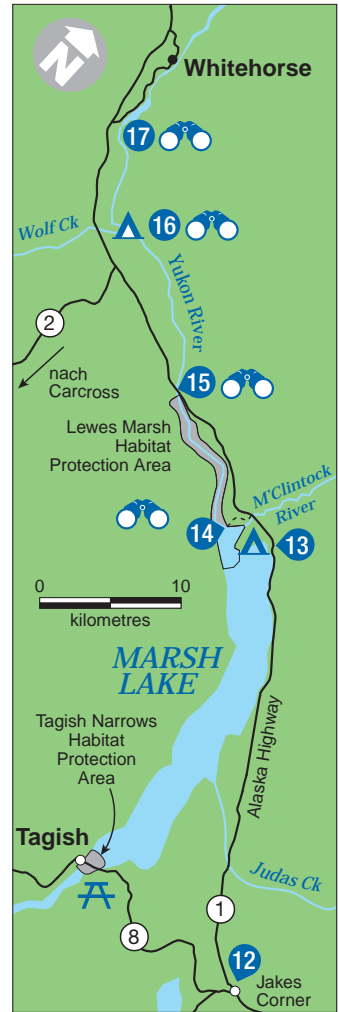 N
Whitehorse
17
Wolf Ck
16
Yukon River
2
nach
Carcross
15
Lewes Marsh
Habitat
Protection Area
M'Clintock
River
14
13
0 10
kilometres
MARSH
LAKE
Tagish Narrows
Habitat
Protection
Area
Alaska Highway
Tagish
Judas Ck
1
8
12
Jakes
Corner